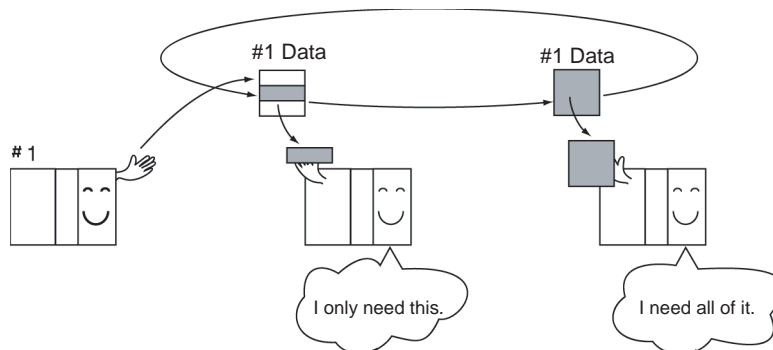 #1 Data
#1 Data
# 1
I only need this.
I need all of it.